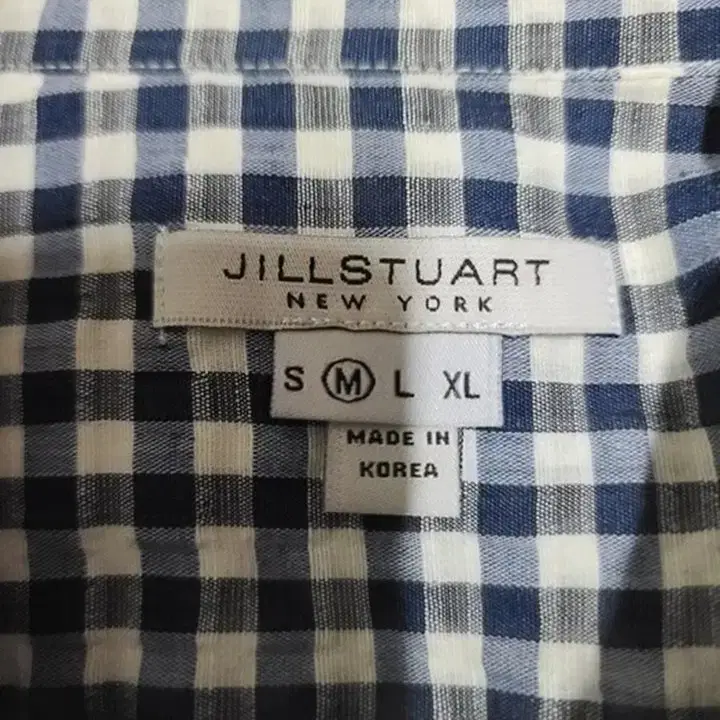 JILLSTUART
NEW YORK
S M L XL
MADE IN
KOREA